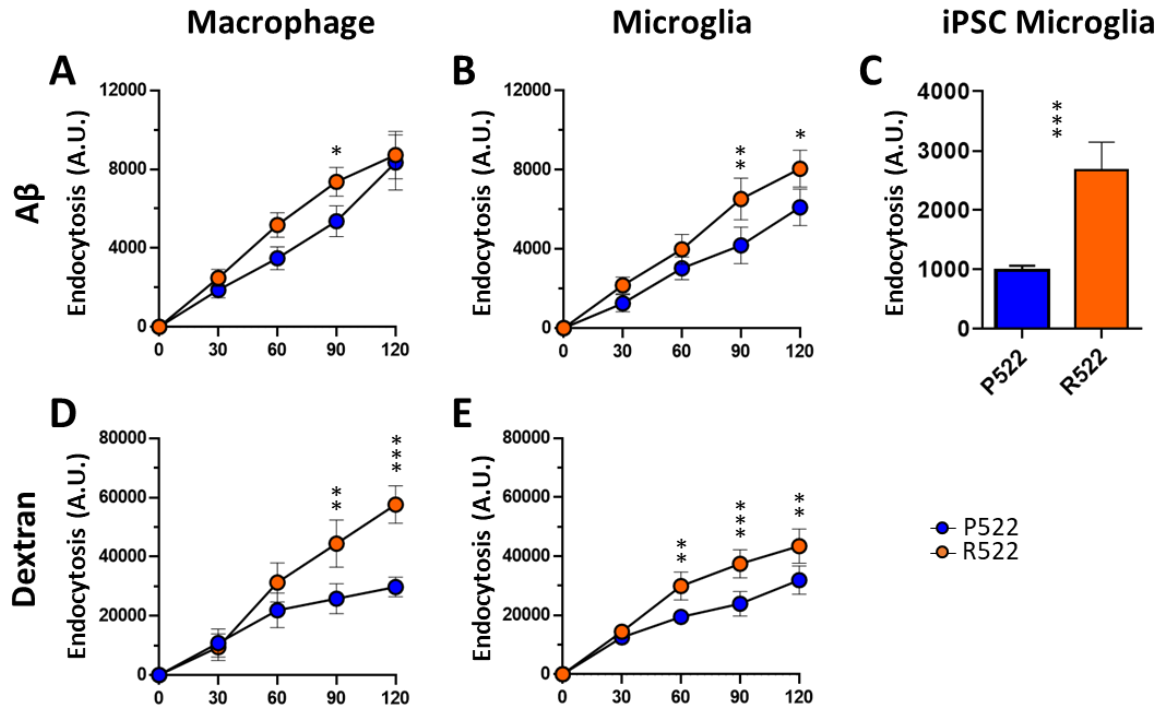 Macrophage
Microglia
iPSC Microglia
Aβ
A
Endocytosis (A.U.)
12000
8000
4000
0
*
0 30 60 90 120
B
Endocytosis (A.U.)
12000
8000
4000
0
**
*
0 30 60 90 120
C
Endocytosis (A.U.)
4000
3000
2000
1000
0
***
P522
R522
Dextran
D
Endocytosis (A.U.)
80000
60000
40000
20000
0
**
***
0 30 60 90 120
E
Endocytosis (A.U.)
80000
60000
40000
20000
0
**
***
**
0 30 60 90 120
P522
R522